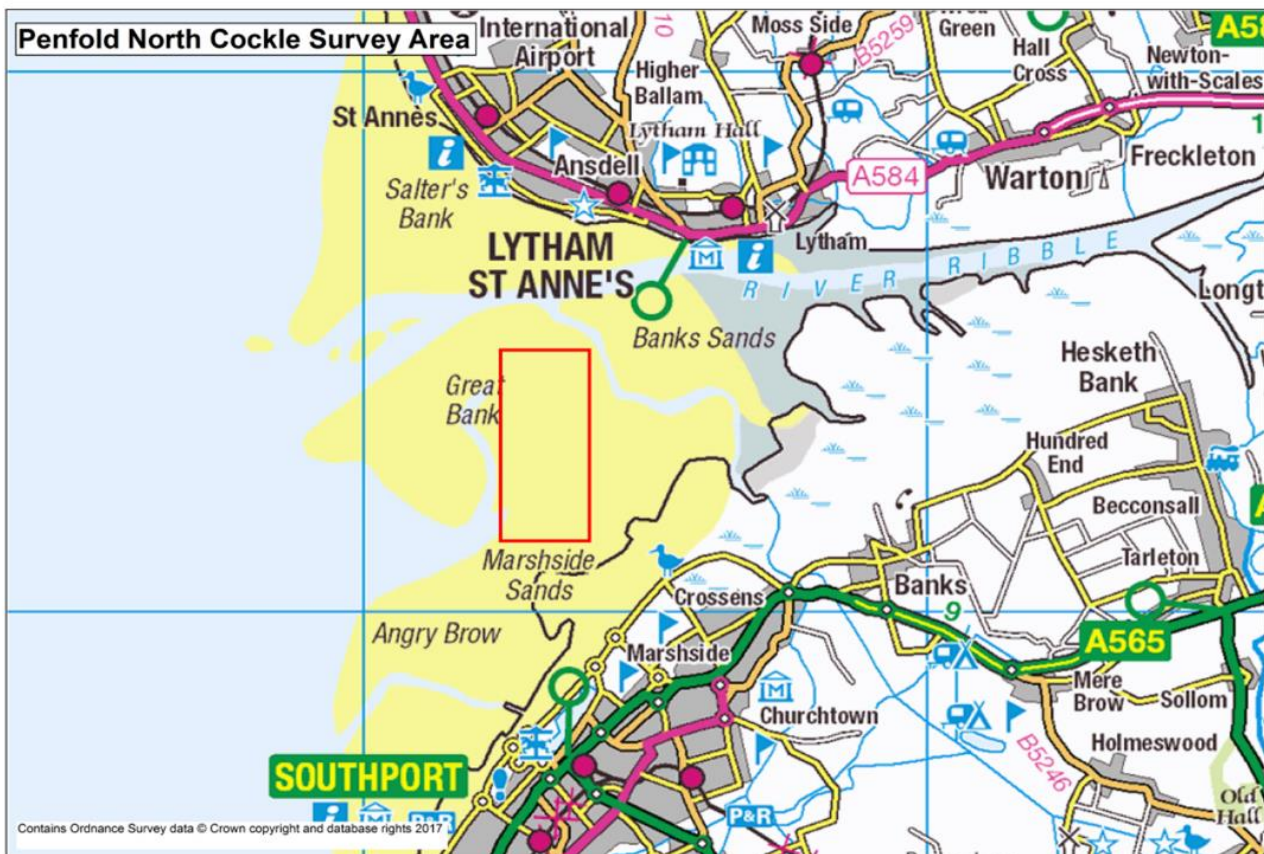 Penfold North Cockle Survey Area
International
Airport
10
Moss Side
B5259
Green
Hall
Cross
Newton-
with-Scales
Higher
Ballam
St Annes
Lytham Hall
Ansdell
A584
Warton
Freckleton
Salter's
Bank
LYTHAM
ST ANNE'S
Lytham
RIVER RIBBLE
Banks Sands
Hesketh
Bank
Great
Bank
Hundred
End
Becconsall
Tarleton
Marshside
Sands
Crossens
Banks
9
A565
Angry Brow
Marshside
Mere
Brow
Sollom
Churchtown
Holmeswood
B5246
SOUTHPORT
P&R
P&R
Old
Hall
Contains Ordnance Survey data © Crown copyright and database rights 2017